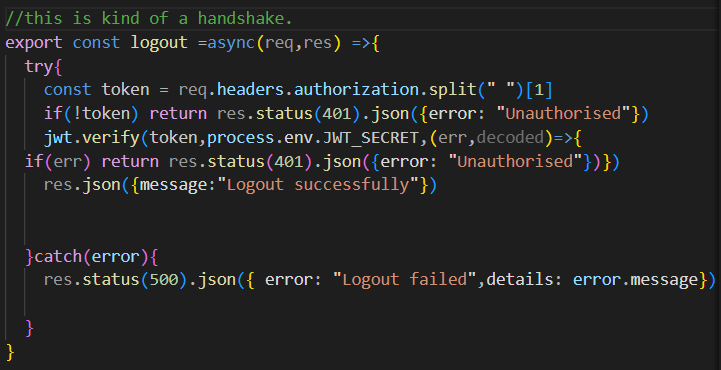 //this is kind of a handshake.
export const logout =async(req,res) =>{
try{
const token = req.headers.authorization.split(" ")[1]
if(!token) return res.status(401).json({error: "Unauthorised"})
jwt.verify(token,process.env.JWT_SECRET,(err,decoded)=>{
if(err) return res.status(401).json({error: "Unauthorised"})})
res.json({message:"Logout successfully"})
}catch(error){
res.status(500).json({ error: "Logout failed",details: error.message})
}
}